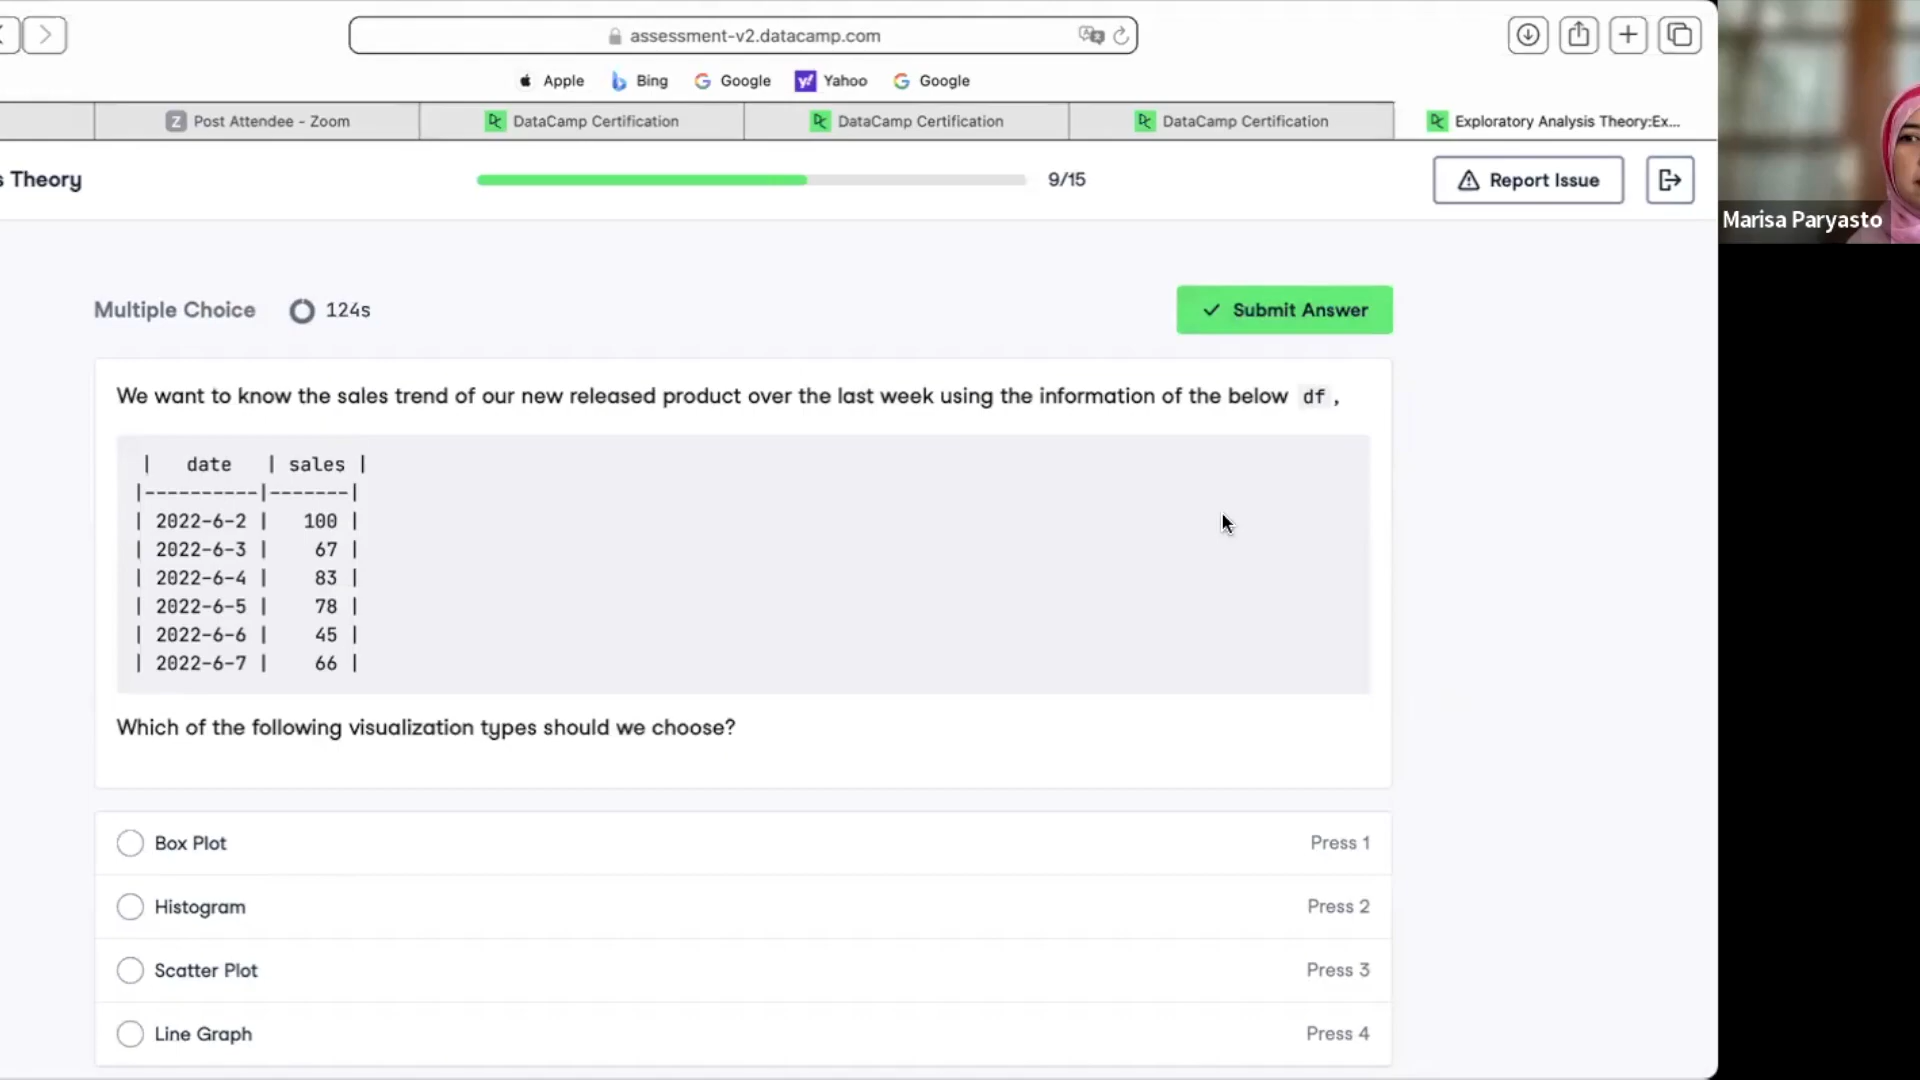 assessment-v2.datacamp.com
Apple Bing Google Yahoo Google
Post Attendee - Zoom DataCamp Certification DataCamp Certification DataCamp Certification Exploratory Analysis Theory:Ex...
s Theory 9/15 Report Issue
Marisa Paryasto
Multiple Choice 124s Submit Answer
We want to know the sales trend of our new released product over the last week using the information of the below df ,
| date | sales |
|----------|-------|
| 2022-6-2 | 100 |
| 2022-6-3 | 67 |
| 2022-6-4 | 83 |
| 2022-6-5 | 78 |
| 2022-6-6 | 45 |
| 2022-6-7 | 66 |
Which of the following visualization types should we choose?
Box Plot Press 1
Histogram Press 2
Scatter Plot Press 3
Line Graph Press 4